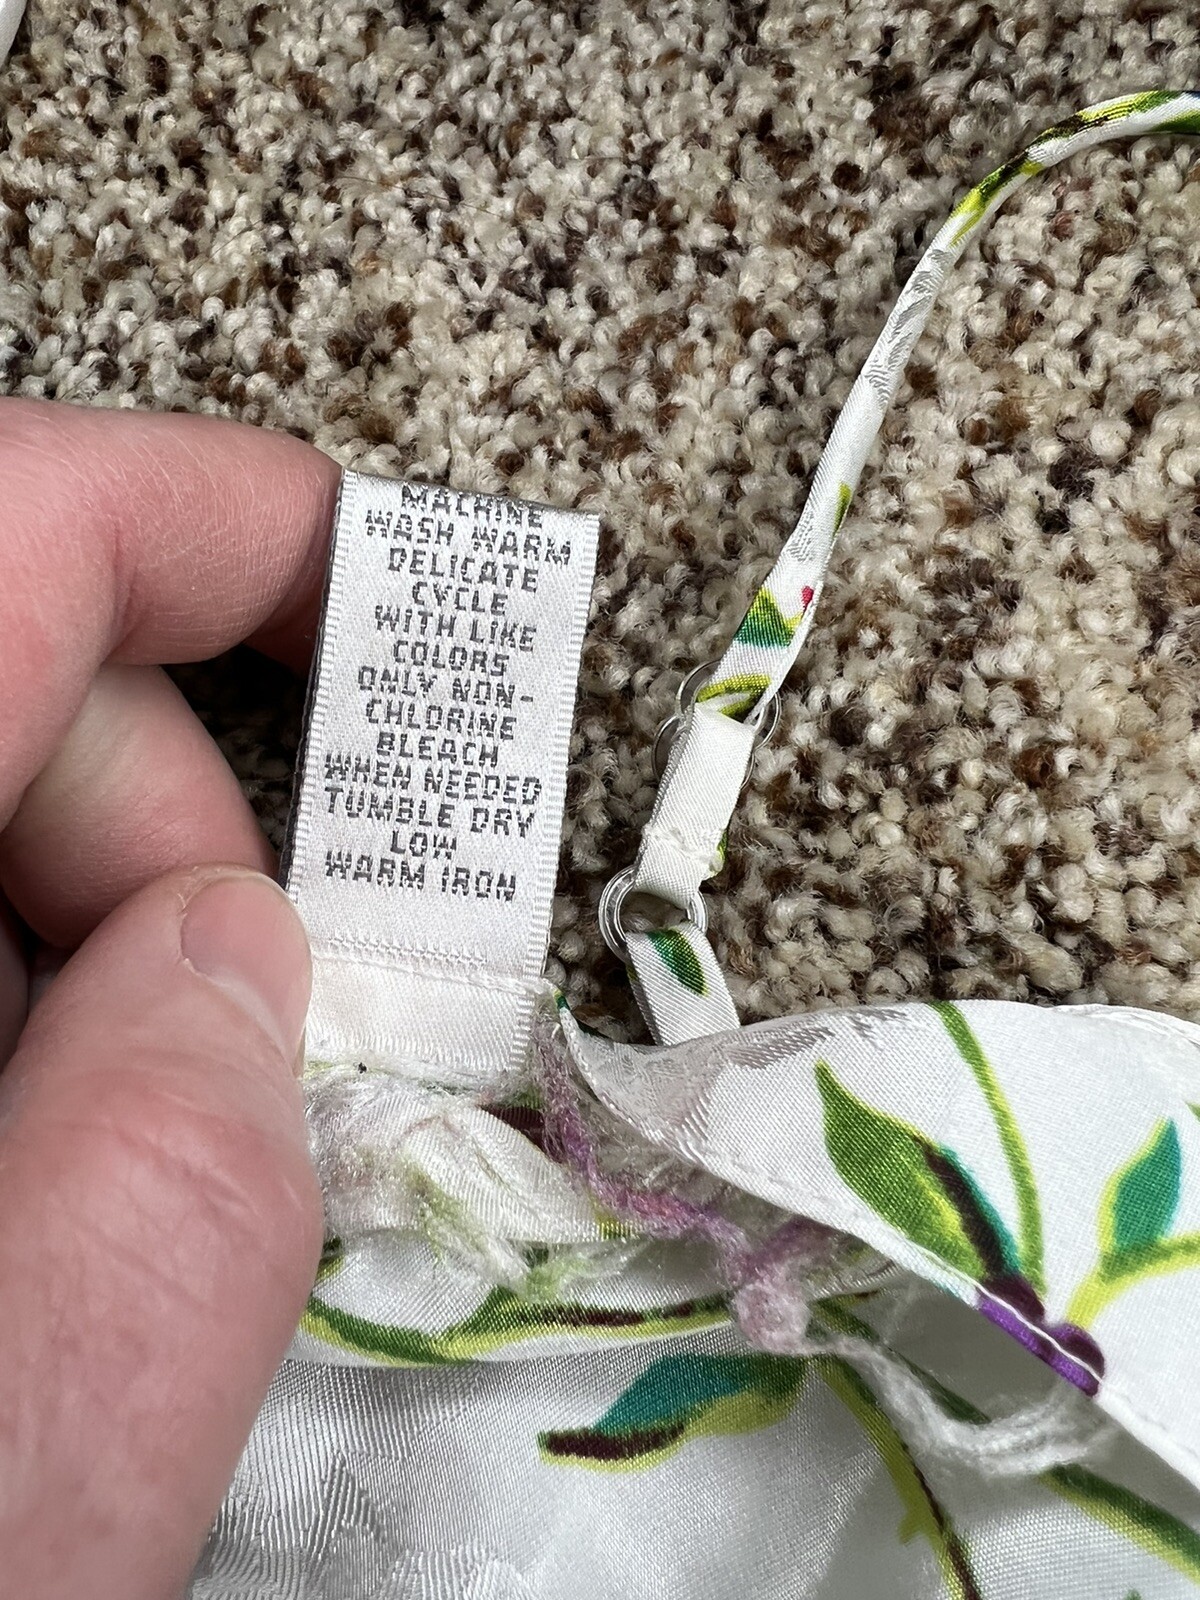 MACHINE
WASH WARM
DELICATE
CYCLE
WITH LIKE
COLORS
ONLY NON-
CHLORINE
BLEACH
WHEN NEEDED
TUMBLE DRY
LOW
WARM IRON